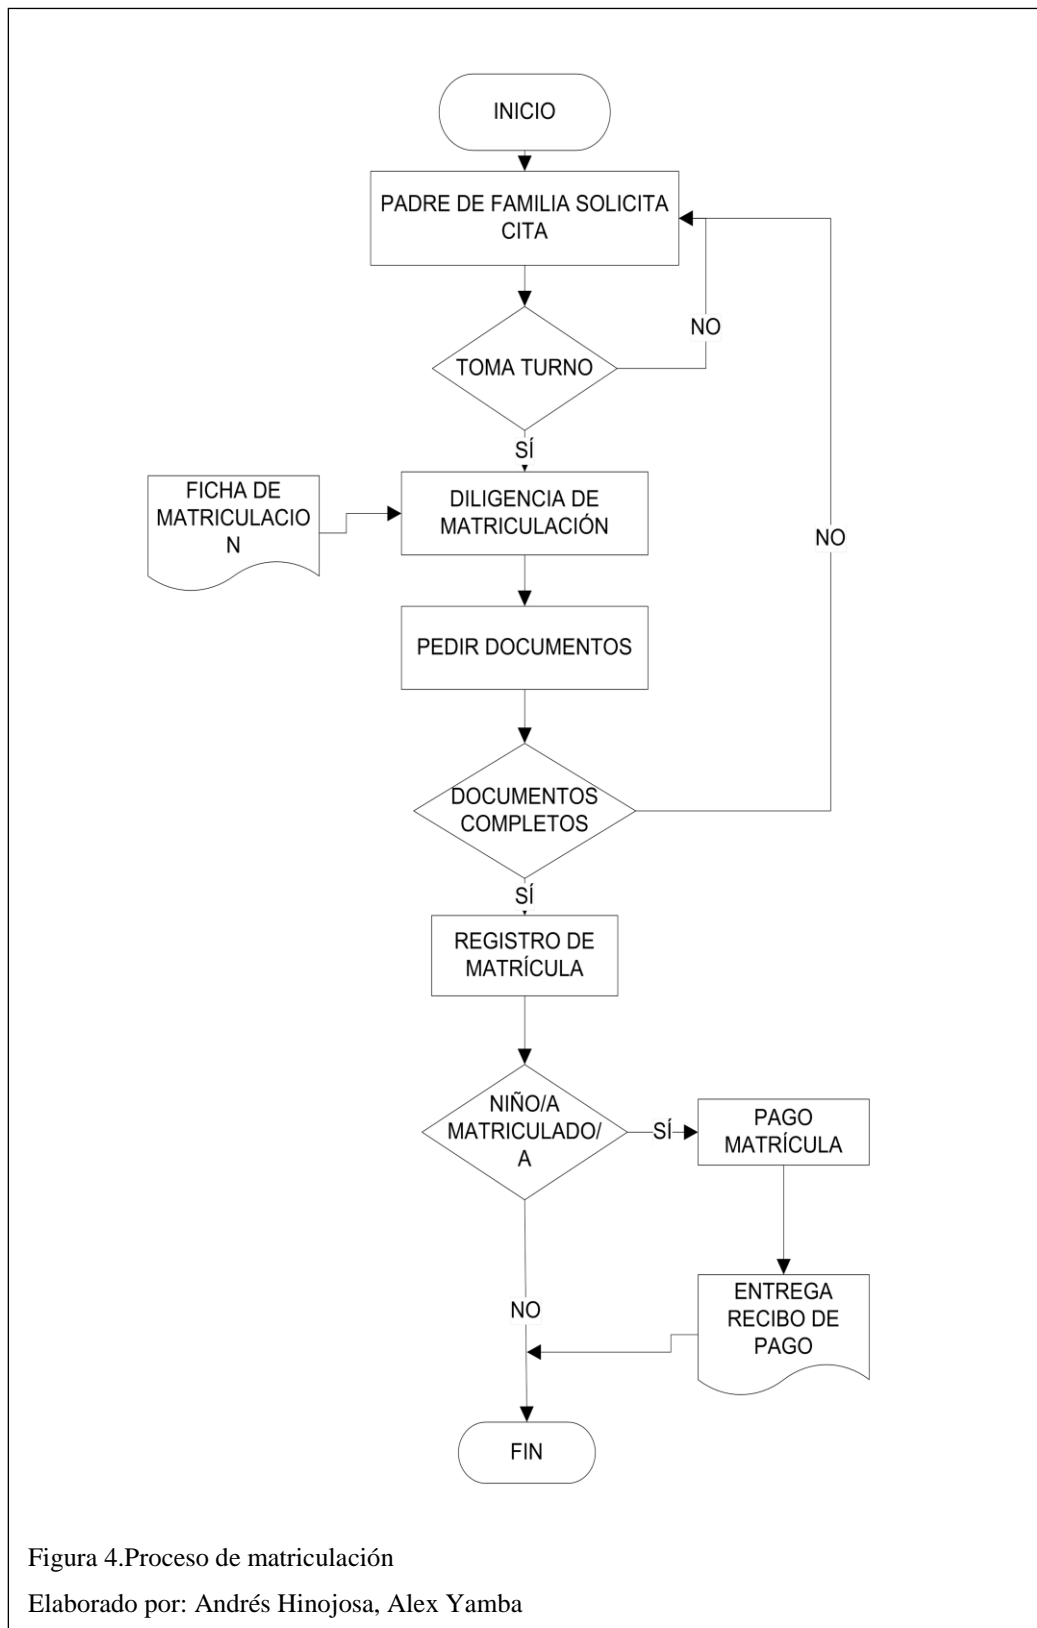 INICIO
PADRE DE FAMILIA SOLICITA
CITA
NO
TOMA TURNO
SÍ
FICHA DE
MATRICULACIO
N
DILIGENCIA DE
MATRICULACIÓN
NO
PEDIR DOCUMENTOS
DOCUMENTOS
COMPLETOS
SÍ
REGISTRO DE
MATRÍCULA
NIÑO/A
MATRICULADO/
A
SÍ
PAGO
MATRÍCULA
NO
ENTREGA
RECIBO DE
PAGO
FIN
Figura 4.Proceso de matriculación
Elaborado por: Andrés Hinojosa, Alex Yamba